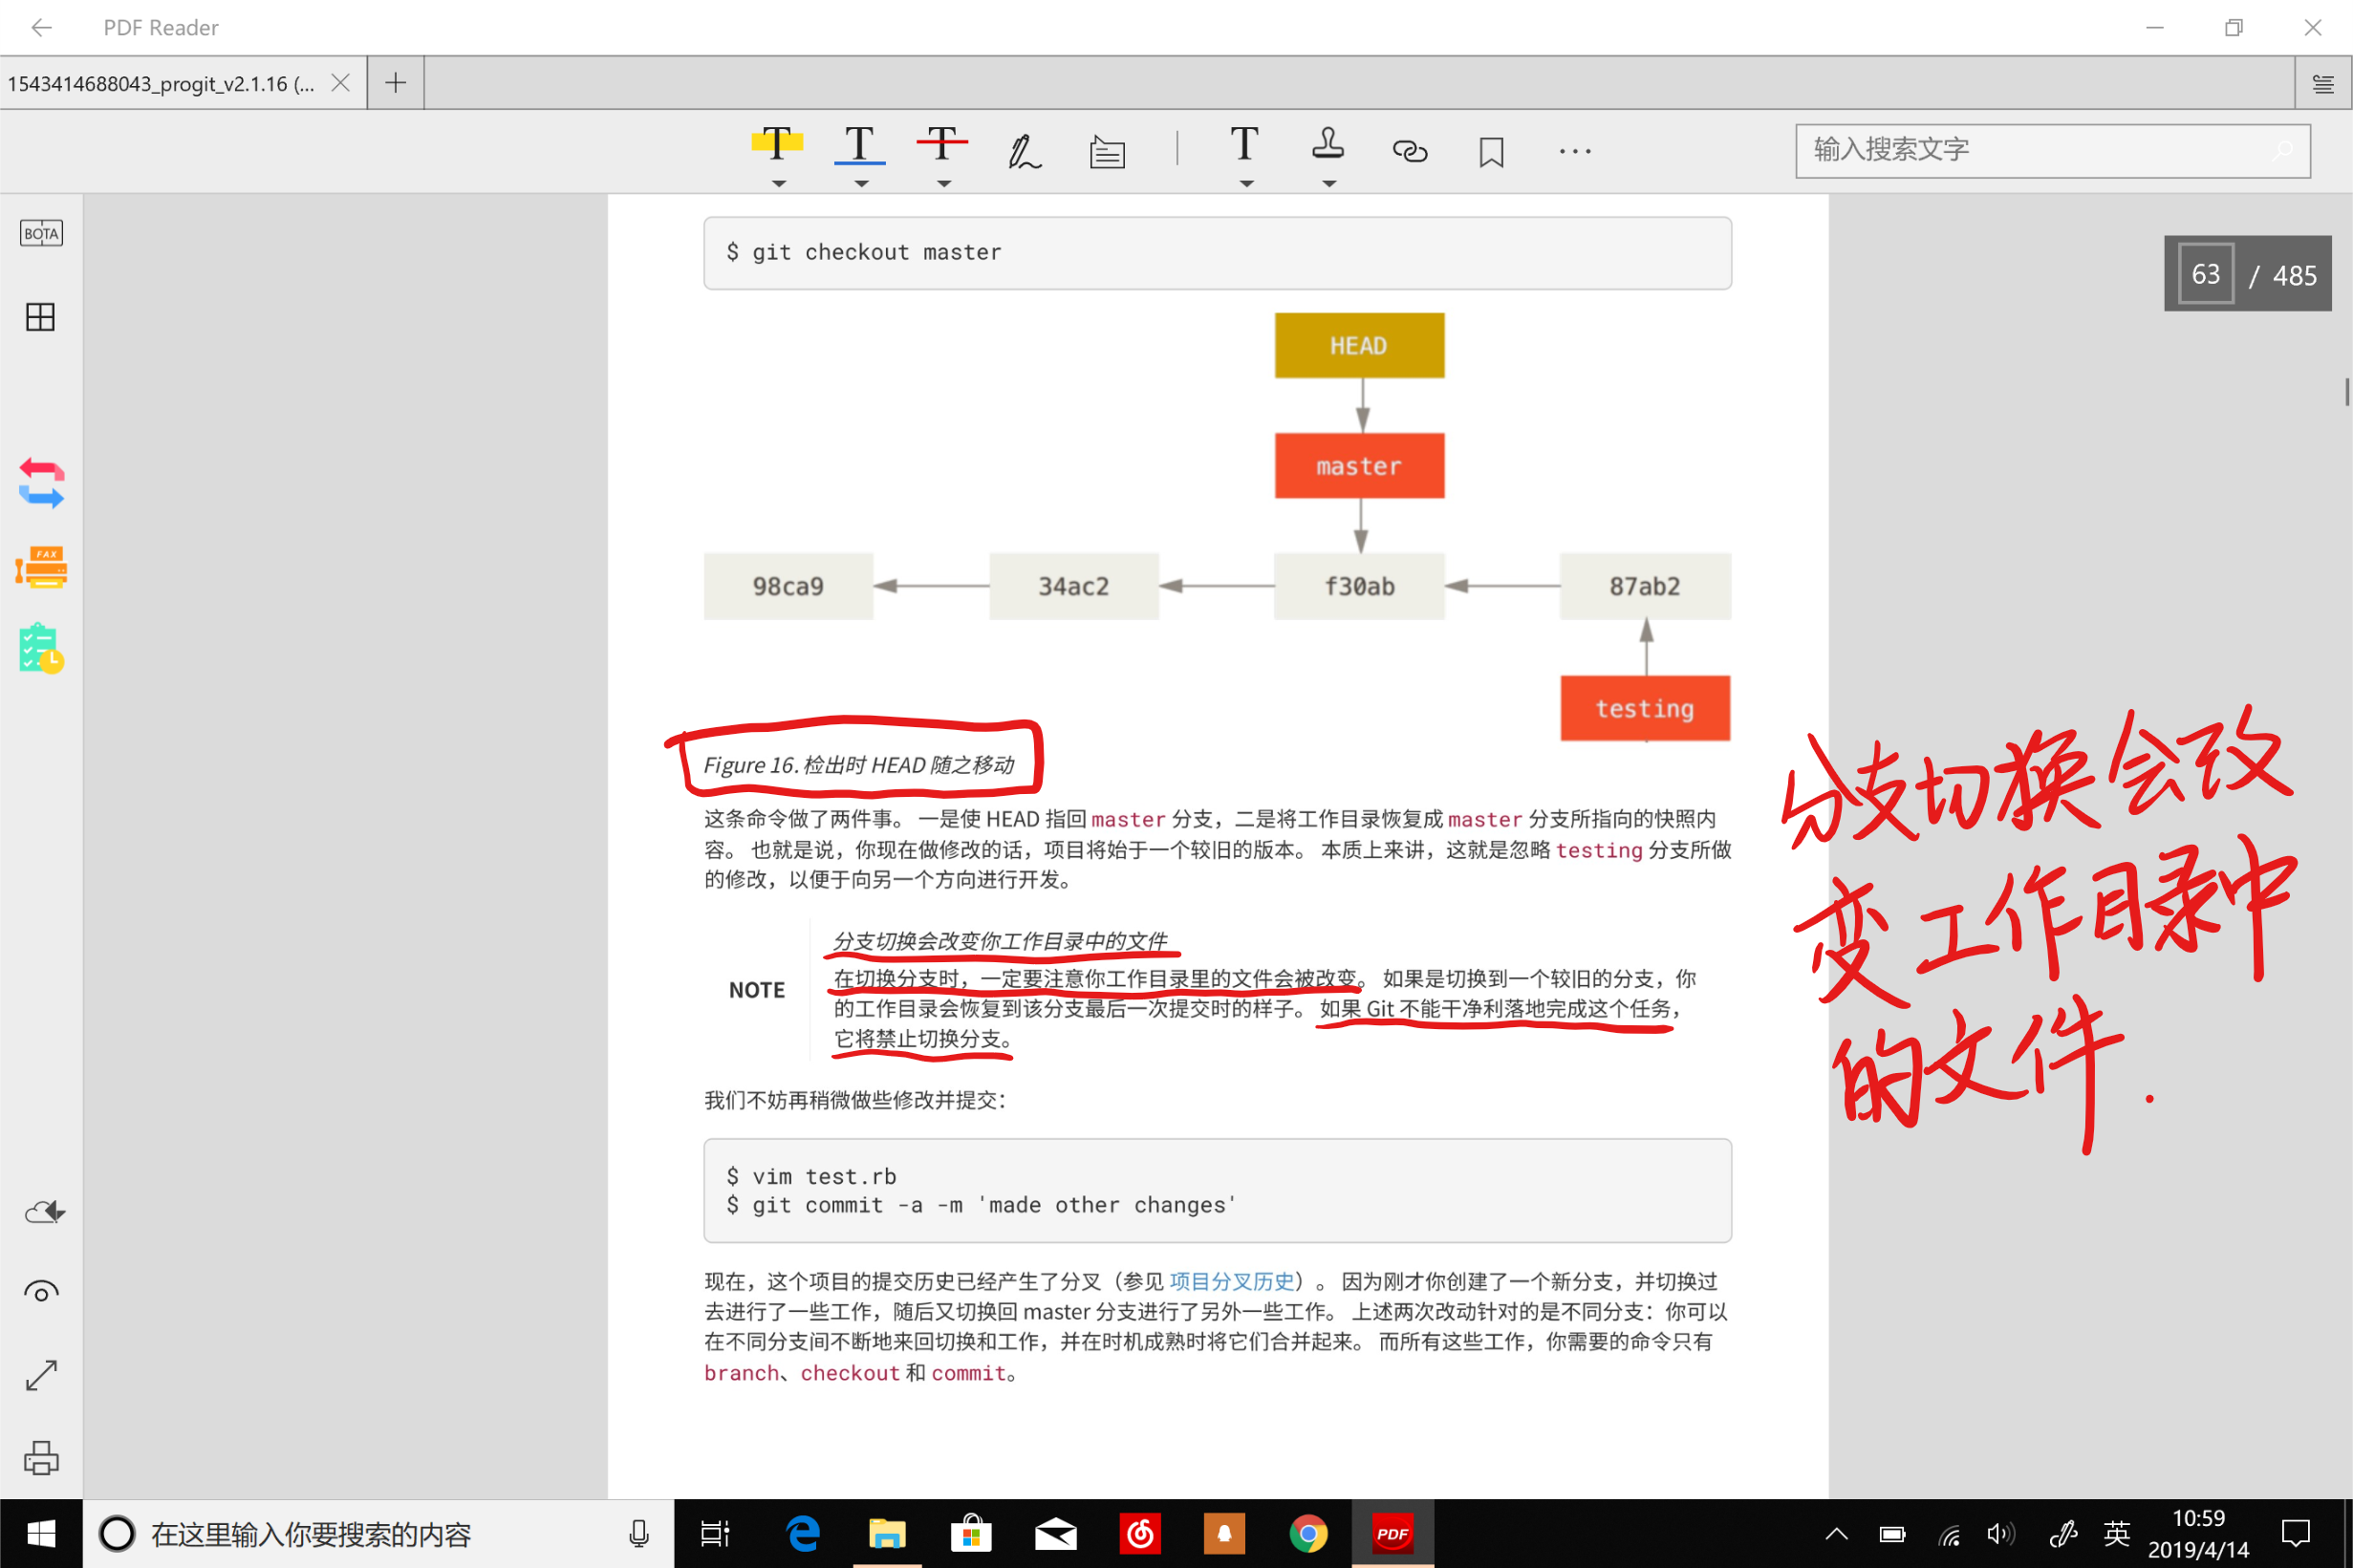 PDF Reader
1543414688043_progit_v2.1.16 (...
输入搜索文字
BOTA
63 / 485
$ git checkout master
HEAD
master
98ca9 34ac2 f30ab 87ab2
testing
FAX
Figure 16. 检出时 HEAD 随之移动
这条命令做了两件事。 一是使 HEAD 指回 master 分支，二是将工作目录恢复成 master 分支所指向的快照内
容。 也就是说，你现在做修改的话，项目将始于一个较旧的版本。 本质上来讲，这就是忽略 testing 分支所做
的修改，以便于向另一个方向进行开发。
NOTE
分支切换会改变你工作目录中的文件
在切换分支时，一定要注意你工作目录里的文件会被改变。 如果是切换到一个较旧的分支，你
的工作目录会恢复到该分支最后一次提交时的样子。 如果 Git 不能干净利落地完成这个任务，
它将禁止切换分支。
分支切换会改
变工作目录中
的文件.
我们不妨再稍微做些修改并提交：
$ vim test.rb
$ git commit -a -m 'made other changes'
现在，这个项目的提交历史已经产生了分叉（参见 项目分叉历史）。 因为刚才你创建了一个新分支，并切换过
去进行了一些工作，随后又切换回 master 分支进行了另外一些工作。 上述两次改动针对的是不同分支：你可以
在不同分支间不断地来回切换和工作，并在时机成熟时将它们合并起来。 而所有这些工作，你需要的命令只有
branch、checkout 和 commit。
在这里输入你要搜索的内容
PDF
英
10:59
2019/4/14